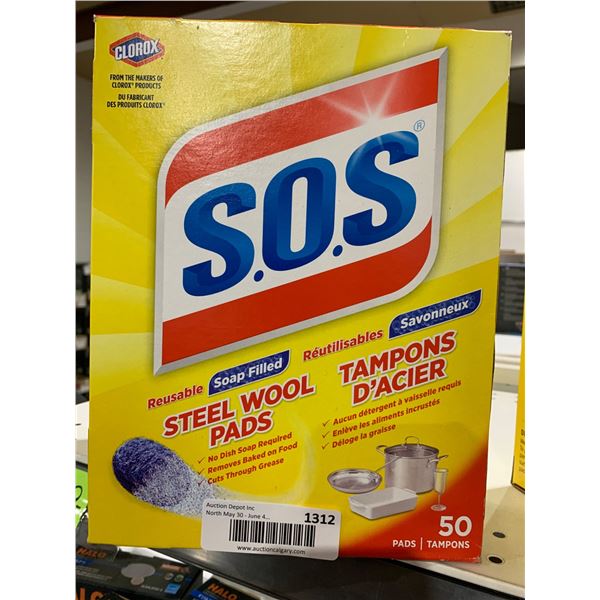 CLOROX
FROM THE MAKERS OF
CLOROX® PRODUCTS
DU FABRICANT
DES PRODUITS CLOROX®
S.O.S®
Reusable Soap Filled
STEEL WOOL
PADS
No Dish Soap Required
Removes Baked on Food
Cuts Through Grease
Réutilisables Savonneux
TAMPONS
D'ACIER
Aucun détergent à vaisselle requis
Enlève les aliments incrustés
Déloge la graisse
Auction Depot Inc
North May 30 - June 4...
1312
www.auctioncalgary.com
50
PADS | TAMPONS
HALO